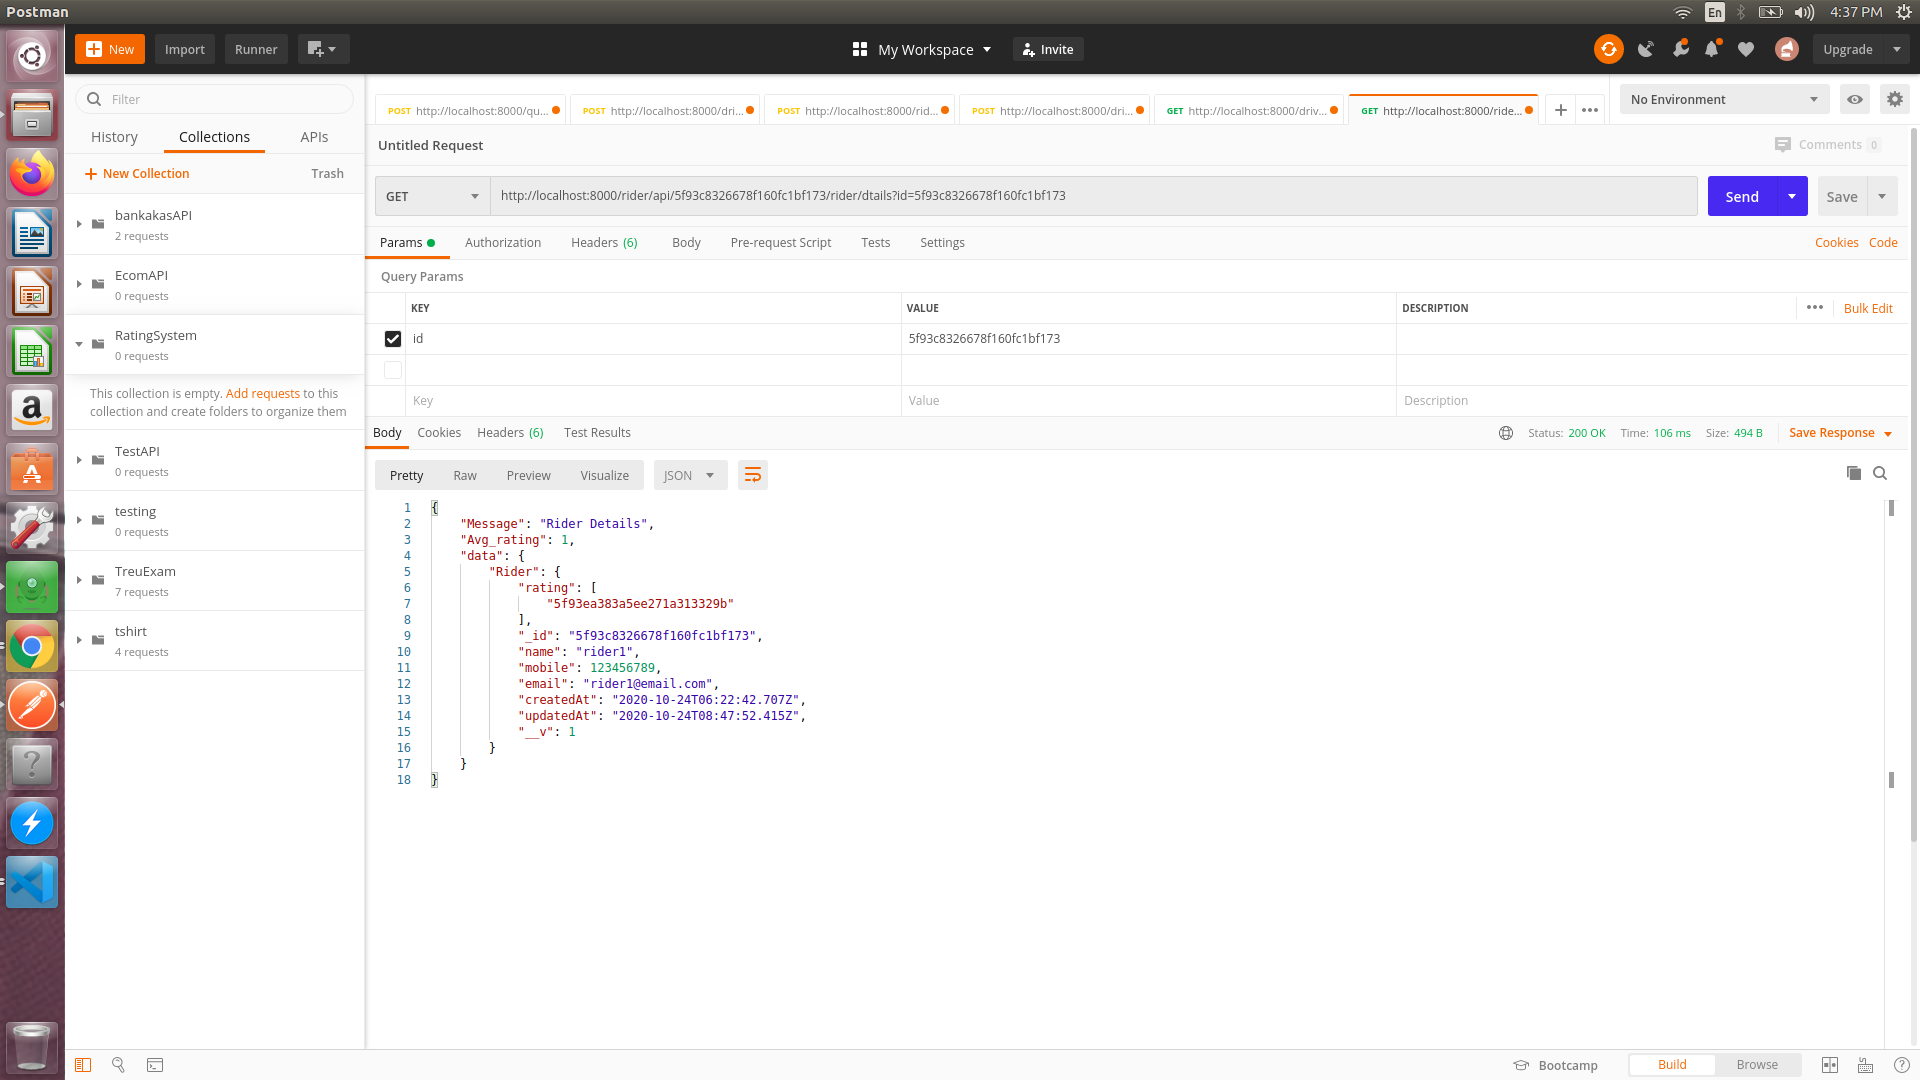 Postman
En
4:37 PM
New
Import
Runner
My Workspace
Invite
Upgrade
Filter
History
Collections
APIs
New Collection
Trash
bankakasAPI
2 requests
EcomAPI
0 requests
RatingSystem
0 requests
This collection is empty. Add requests to this
collection and create folders to organize them
TestAPI
0 requests
testing
0 requests
TreuExam
7 requests
tshirt
4 requests
POST http://localhost:8000/qu...
POST http://localhost:8000/dri...
POST http://localhost:8000/rid...
POST http://localhost:8000/dri...
GET http://localhost:8000/driv...
GET http://localhost:8000/ride...
No Environment
Untitled Request
Comments 0
GET
http://localhost:8000/rider/api/5f93c8326678f160fc1bf173/rider/dtails?id=5f93c8326678f160fc1bf173
Send
Save
Params
Authorization
Headers (6)
Body
Pre-request Script
Tests
Settings
Cookies
Code
Query Params
KEY
VALUE
DESCRIPTION
Bulk Edit
id
5f93c8326678f160fc1bf173
Key
Value
Description
Body
Cookies
Headers (6)
Test Results
Status: 200 OK
Time: 106 ms
Size: 494 B
Save Response
Pretty
Raw
Preview
Visualize
JSON
1 {
2 "Message": "Rider Details",
3 "Avg_rating": 1,
4 "data": {
5 "Rider": {
6 "rating": [
7 "5f93ea383a5ee271a313329b"
8 ],
9 "_id": "5f93c8326678f160fc1bf173",
10 "name": "rider1",
11 "mobile": 123456789,
12 "email": "rider1@email.com",
13 "createdAt": "2020-10-24T06:22:42.707Z",
14 "updatedAt": "2020-10-24T08:47:52.415Z",
15 "__v": 1
16 }
17 }
18 }
Bootcamp
Build
Browse